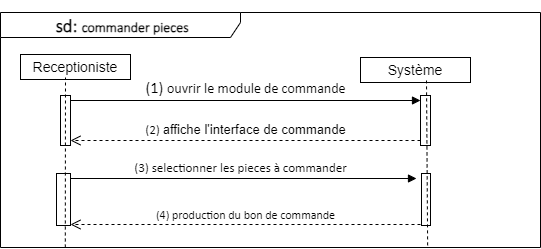 sd: commander pieces
Receptioniste
Système
(1) ouvrir le module de commande
(2) affiche l'interface de commande
(3) selectionner les pieces à commander
(4) production du bon de commande